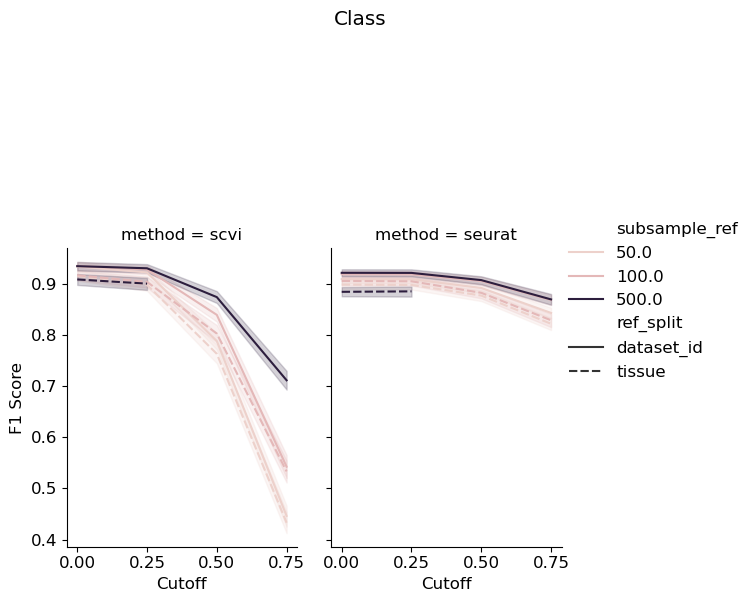 Class
method = scvi
method = seurat
F1 Score
0.9
0.8
0.7
0.6
0.5
0.4
0.00 0.25 0.50 0.75
Cutoff
0.00 0.25 0.50 0.75
Cutoff
subsample_ref
50.0
100.0
500.0
ref_split
dataset_id
tissue